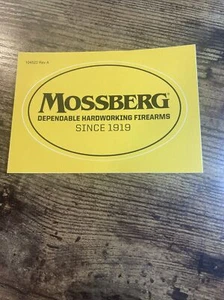 MOSSBERG®
DEPENDABLE HARDWORKING FIREARMS
SINCE 1919